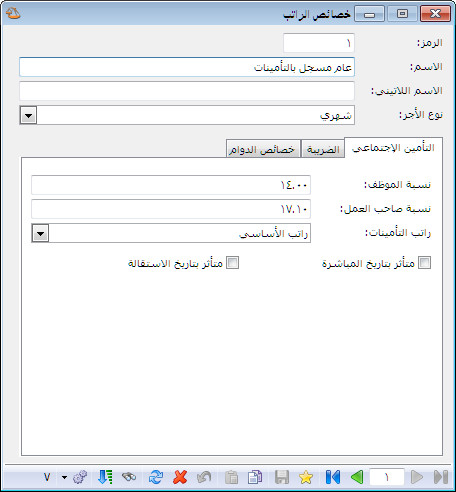 خصائص الراتب
الرمز: ١
الاسم: عام مسجل بالتأمينات
الاسم اللاتيني:
نوع الأجر: شهري
التأمين الإجتماعي الضريبة خصائص الدوام
نسبة الموظف: ١٤.٠٠
نسبة صاحب العمل: ١٧.١٠
راتب التأمينات: راتب الأساسي
متأثر بتاريخ المباشرة متأثر بتاريخ الاستقالة
١ ٧